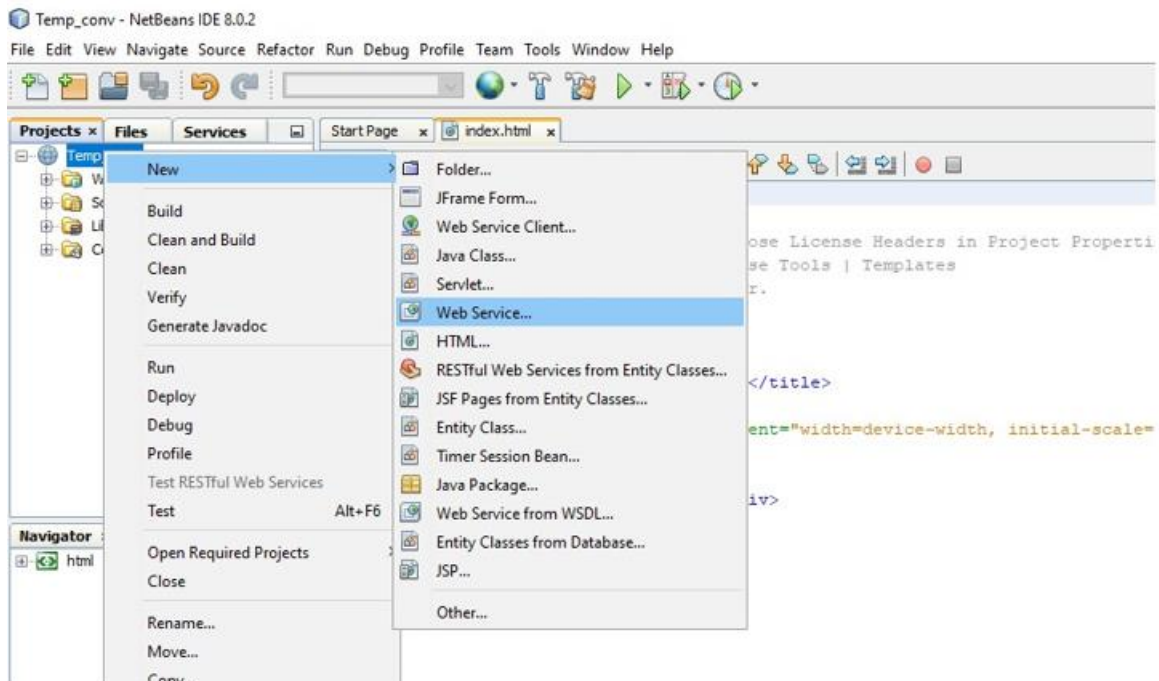 Temp_conv - NetBeans IDE 8.0.2
File Edit View Navigate Source Refactor Run Debug Profile Team Tools Window Help
Projects Files Services
Start Page index.html
Temp
New
Build
Clean and Build
Clean
Verify
Generate Javadoc
Run
Deploy
Debug
Profile
Test RESTful Web Services
Test Alt+F6
Open Required Projects
Close
Rename...
Move...
Copy...
Folder...
JFrame Form...
Web Service Client...
Java Class...
Servlet...
Web Service...
HTML...
RESTful Web Services from Entity Classes...
JSF Pages from Entity Classes...
Entity Class...
Timer Session Bean...
Java Package...
Web Service from WSDL...
Entity Classes from Database...
JSP...
Other...
ose License Headers in Project Properti
se Tools | Templates
r.
</title>
ent="width=device-width, initial-scale=
iv>
Navigator
html